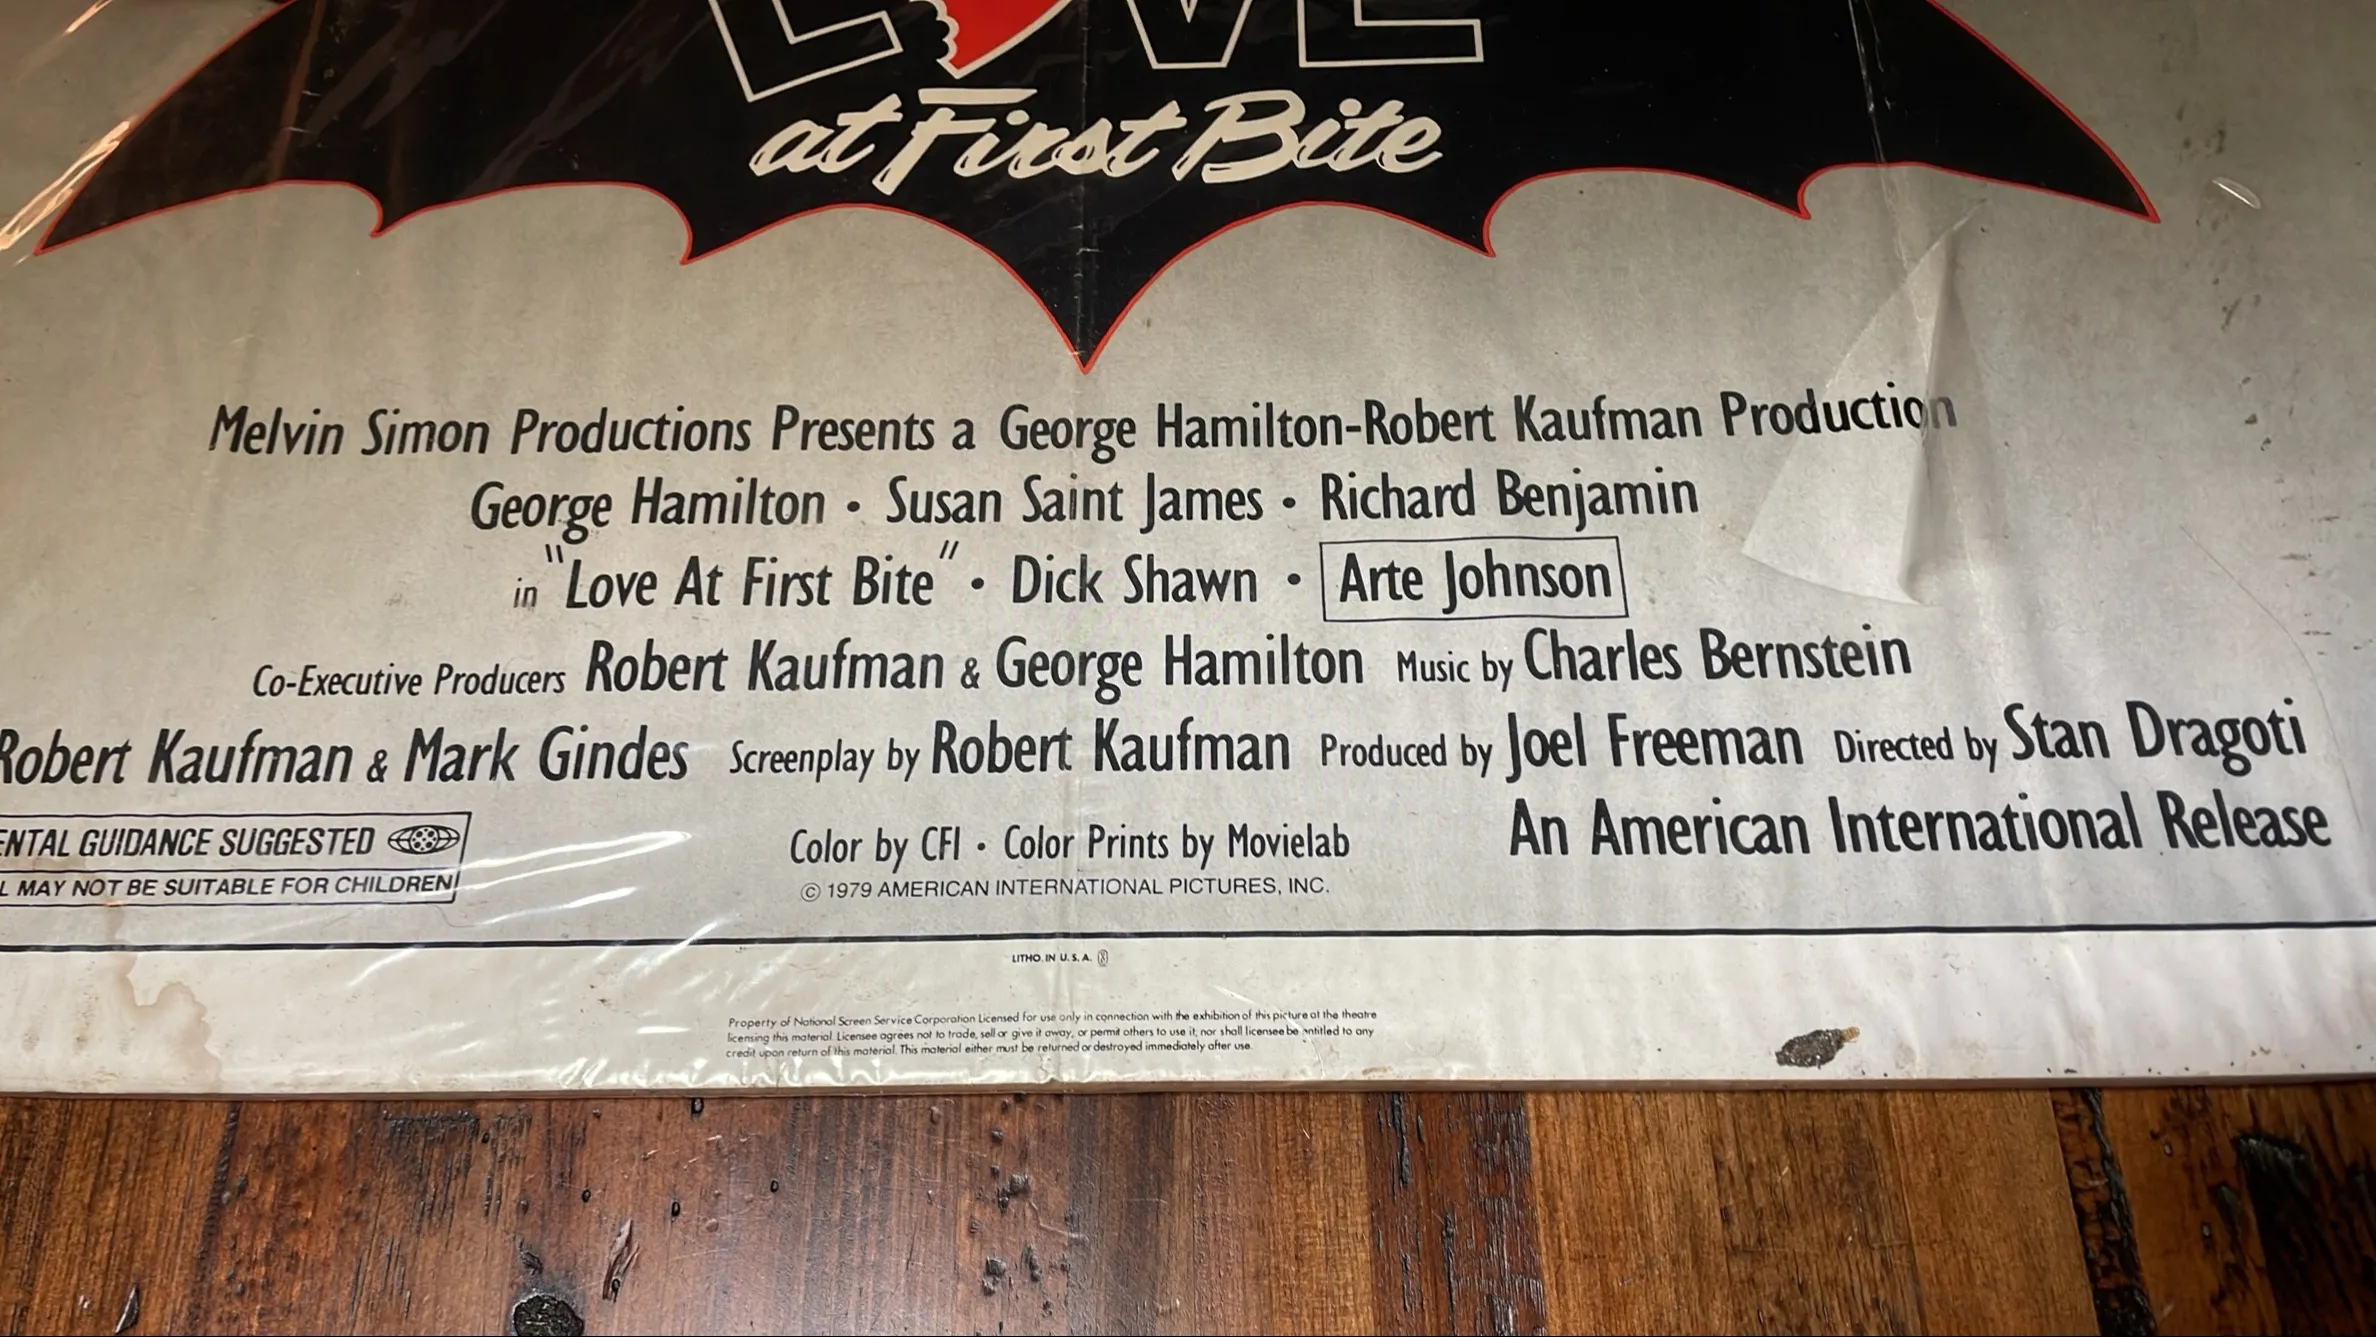 LOVE
at First Bite
Melvin Simon Productions Presents a George Hamilton-Robert Kaufman Production
George Hamilton • Susan Saint James • Richard Benjamin
in "Love At First Bite" • Dick Shawn • Arte Johnson
Co-Executive Producers Robert Kaufman & George Hamilton Music by Charles Bernstein
Robert Kaufman & Mark Gindes Screenplay by Robert Kaufman Produced by Joel Freeman Directed by Stan Dragoti
ENTAL GUIDANCE SUGGESTED
L MAY NOT BE SUITABLE FOR CHILDREN
Color by CFI • Color Prints by Movielab
An American International Release
© 1979 AMERICAN INTERNATIONAL PICTURES, INC.
LITHO. IN U.S.A.
Property of National Screen Service Corporation Licensed for use only in connection with the exhibition of this picture at the theatre
licensing this material. Licensee agrees not to trade, sell or give it away, or permit others to use it, nor shall licensee be entitled to any
credit upon return of this material. This material either must be returned or destroyed immediately after use.